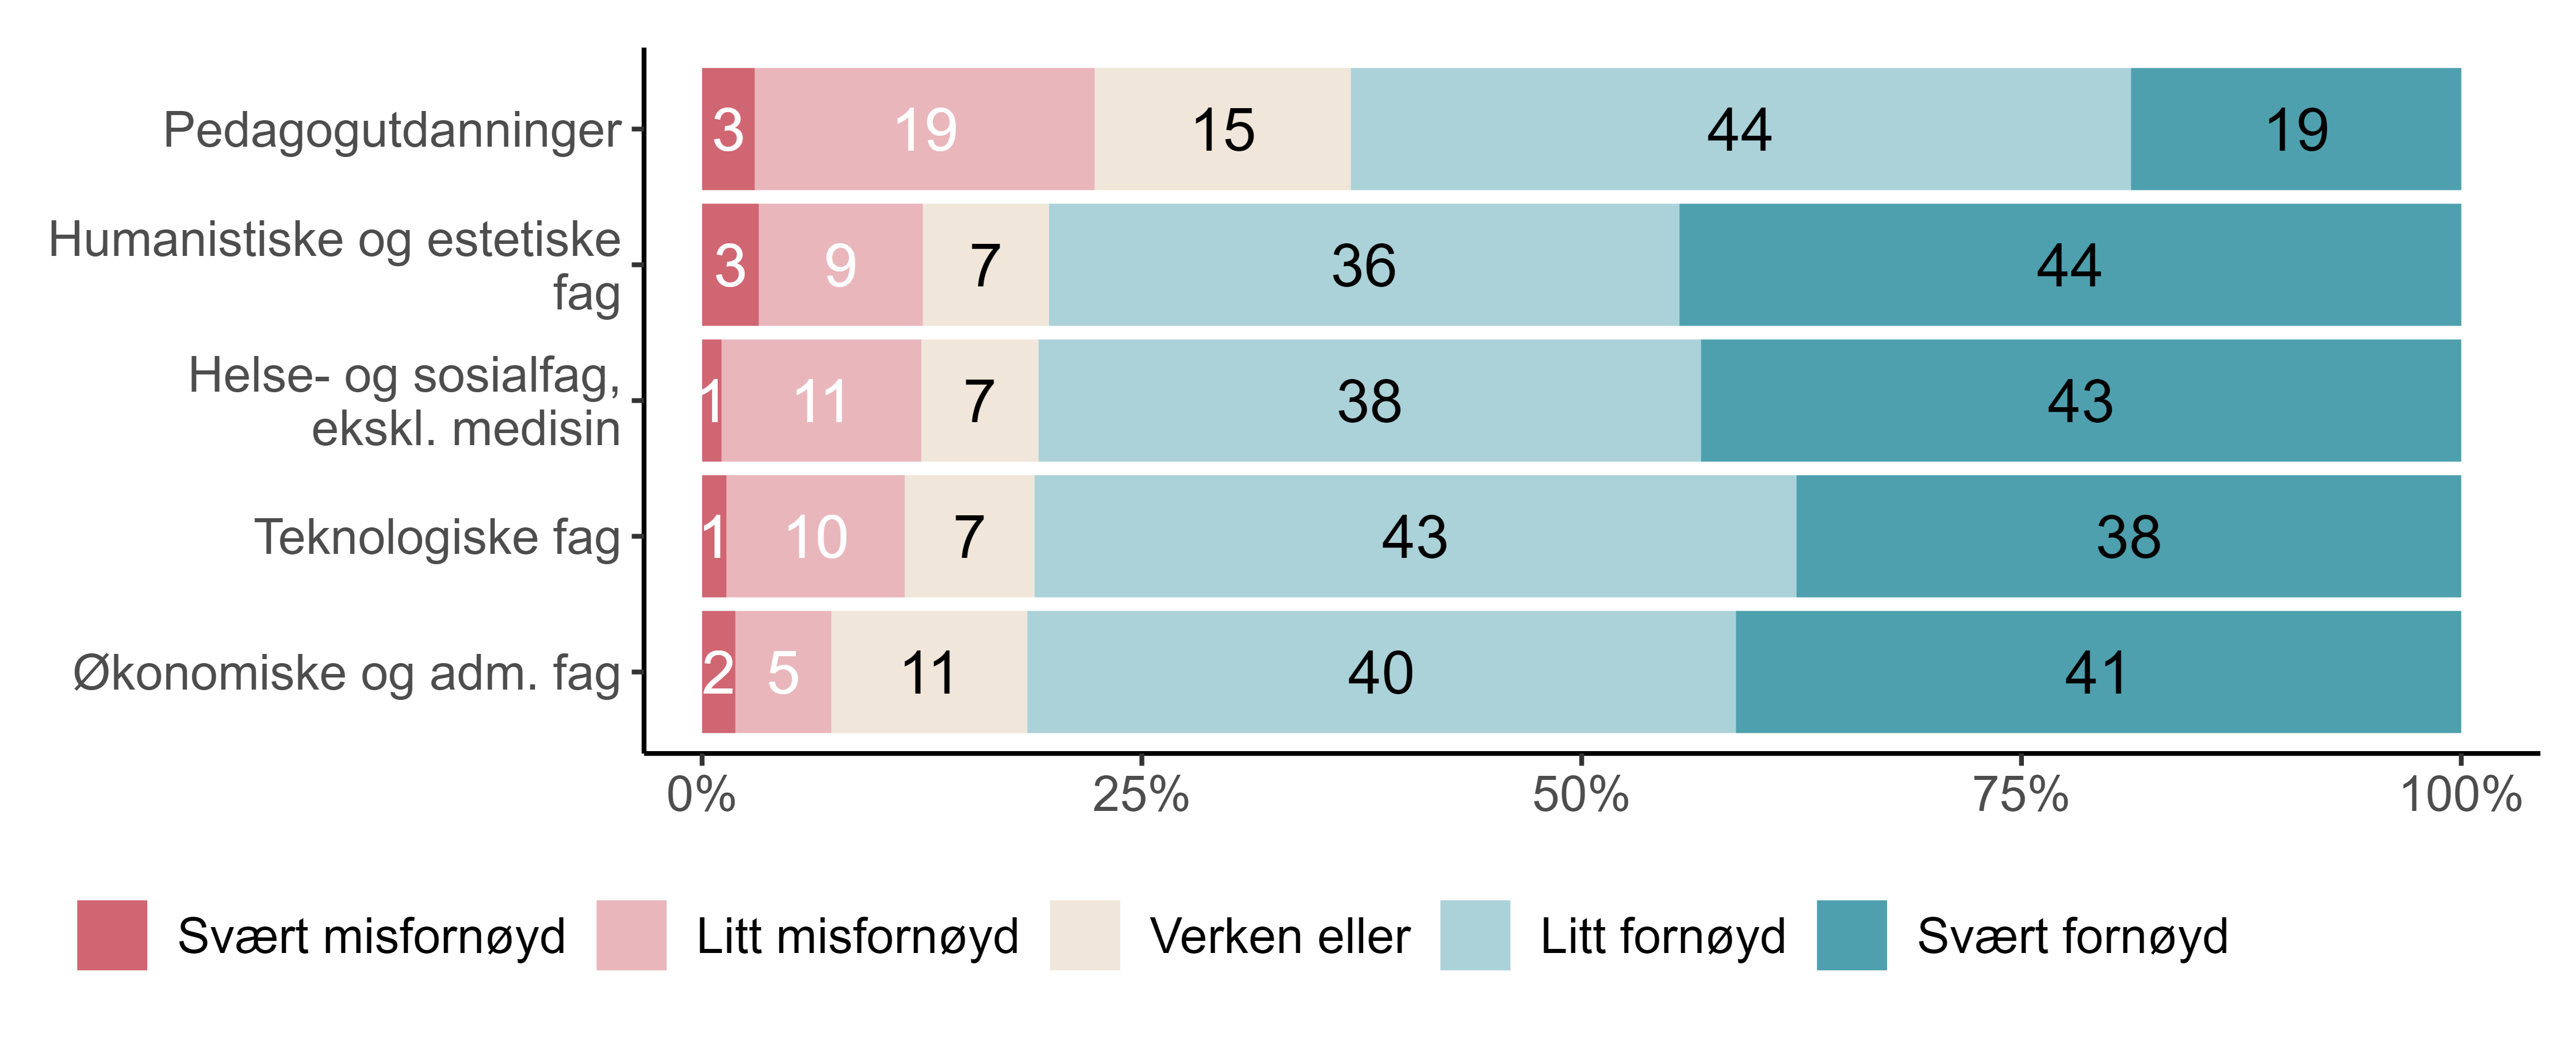 Pedagogutdanninger
3 19 15 44 19
Humanistiske og estetiske
fag
3 9 7 36 44
Helse- og sosialfag,
ekskl. medisin
1 11 7 38 43
Teknologiske fag
1 10 7 43 38
Økonomiske og adm. fag
2 5 11 40 41
0% 25% 50% 75% 100%
Svært misfornøyd Litt misfornøyd Verken eller Litt fornøyd Svært fornøyd